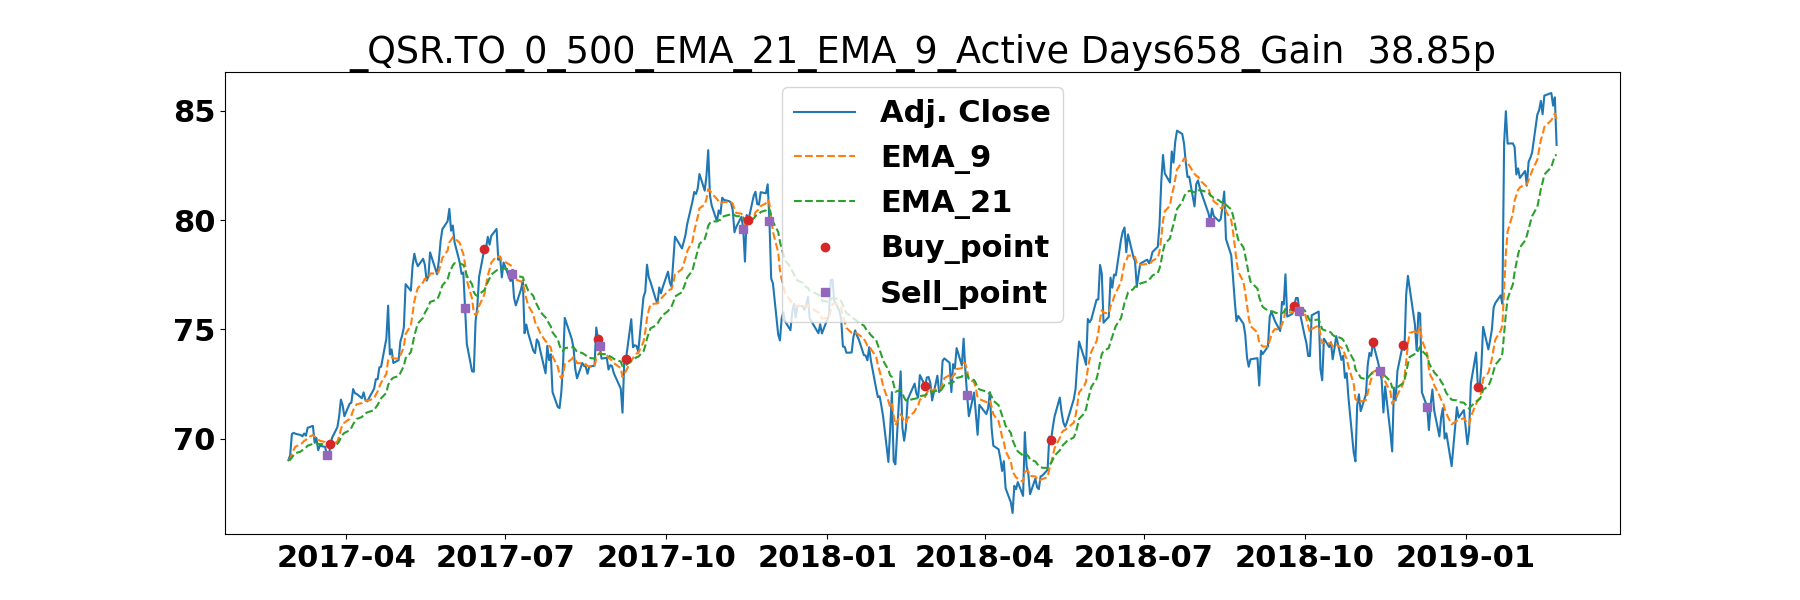 _QSR.TO_0_500_EMA_21_EMA_9_Active Days658_Gain  38.85p
85
80
75
70
Adj. Close
EMA_9
EMA_21
Buy_point
Sell_point
2017-04 2017-07 2017-10 2018-01 2018-04 2018-07 2018-10 2019-01